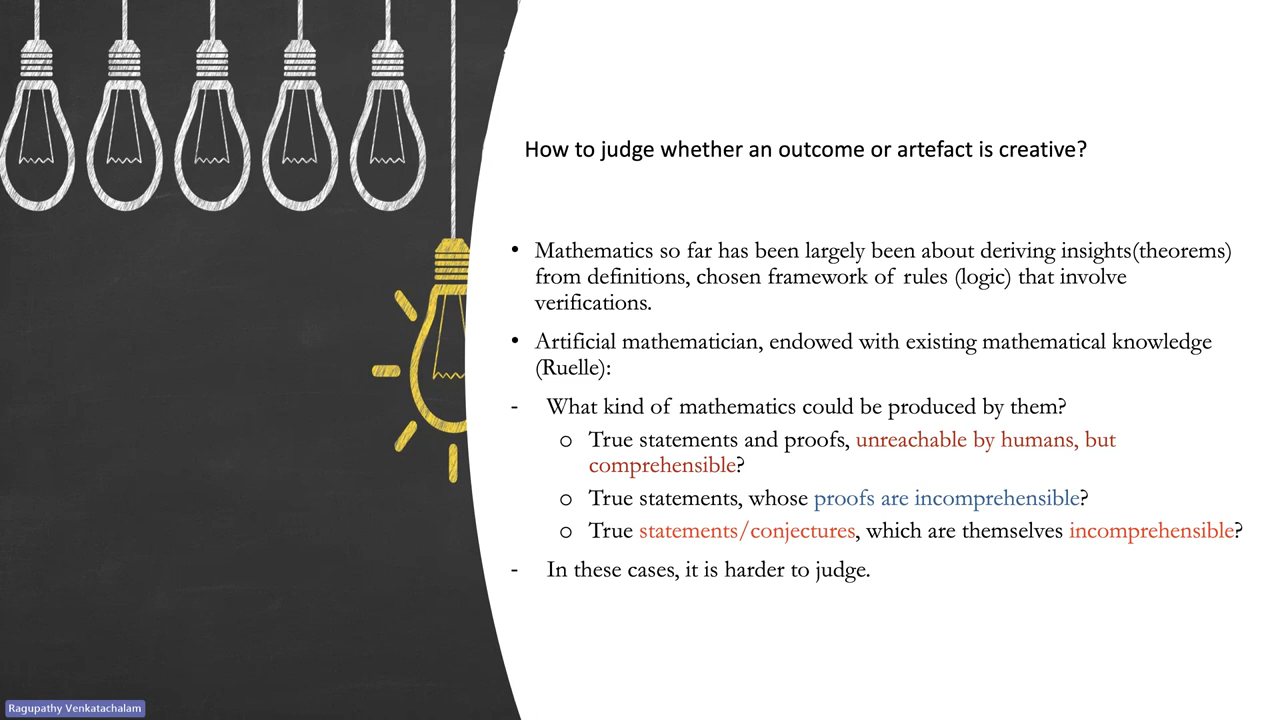 How to judge whether an outcome or artefact is creative?
• Mathematics so far has been largely been about deriving insights(theorems)
from definitions, chosen framework of rules (logic) that involve
verifications.
• Artificial mathematician, endowed with existing mathematical knowledge
(Ruelle):
- What kind of mathematics could be produced by them?
o True statements and proofs, unreachable by humans, but
comprehensible?
o True statements, whose proofs are incomprehensible?
o True statements/conjectures, which are themselves incomprehensible?
- In these cases, it is harder to judge.
Ragupathy Venkatachalam